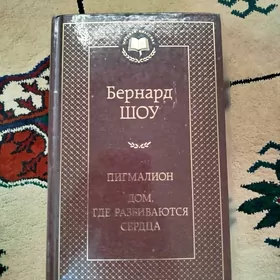 Бернард
ШОУ
ПИГМАЛИОН
ДОМ,
ГДЕ РАЗБИВАЮТСЯ
СЕРДЦА